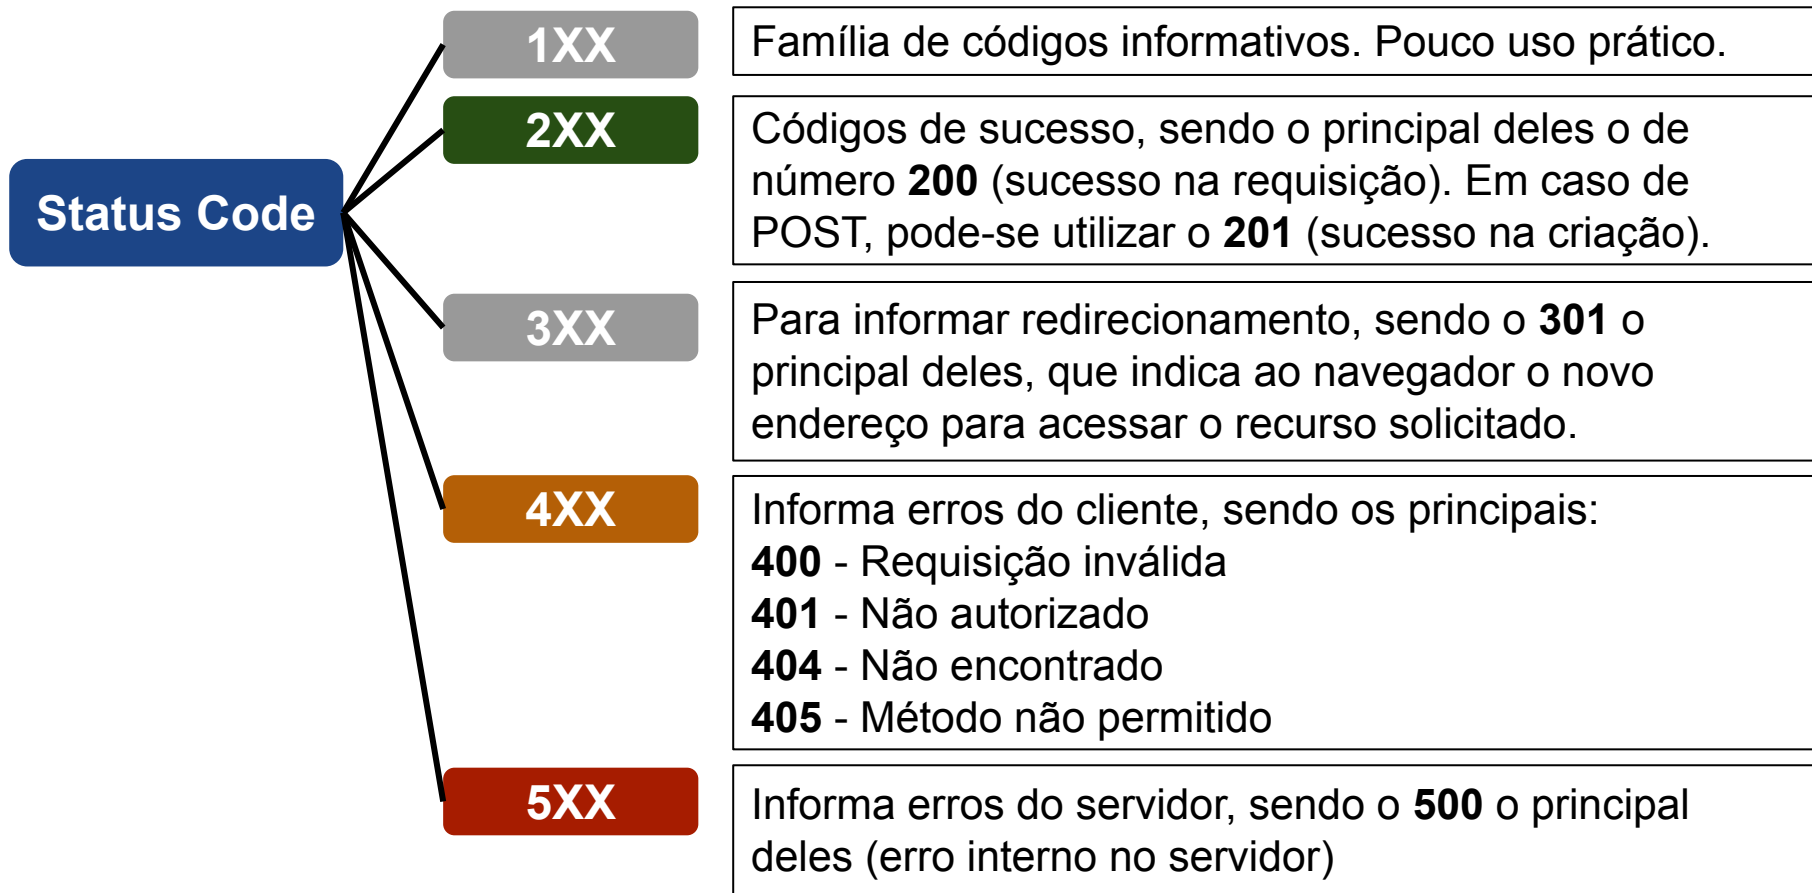 Status Code
1XX
Família de códigos informativos. Pouco uso prático.
2XX
Códigos de sucesso, sendo o principal deles o de
número 200 (sucesso na requisição). Em caso de
POST, pode-se utilizar o 201 (sucesso na criação).
3XX
Para informar redirecionamento, sendo o 301 o
principal deles, que indica ao navegador o novo
endereço para acessar o recurso solicitado.
4XX
Informa erros do cliente, sendo os principais:
400 - Requisição inválida
401 - Não autorizado
404 - Não encontrado
405 - Método não permitido
5XX
Informa erros do servidor, sendo o 500 o principal
deles (erro interno no servidor)